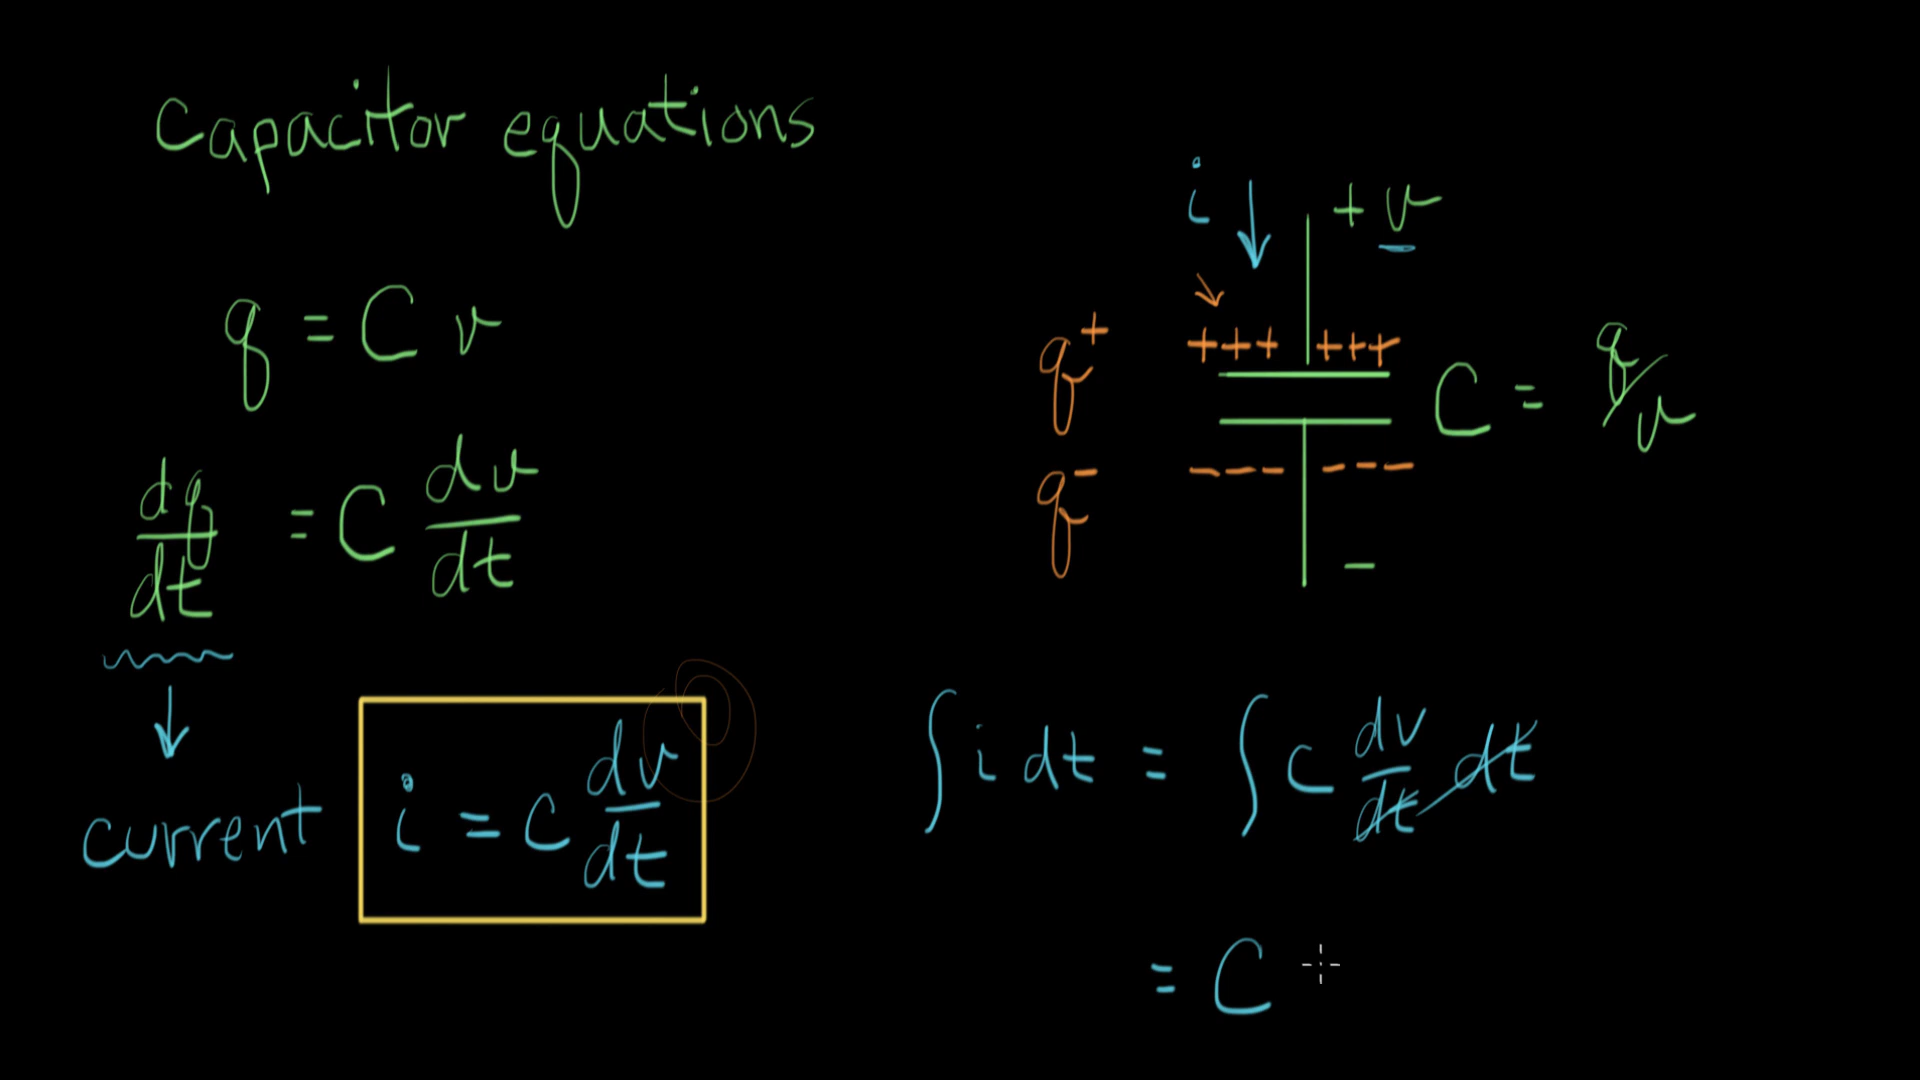 Capacitor equations
q = C v
dq/dt = C dv/dt
current
i = C dv/dt
i
+ v
+++ +++
q+
C = q/v
q-
--- ---
-
∫ i dt = ∫ C dv/dt dt
= C